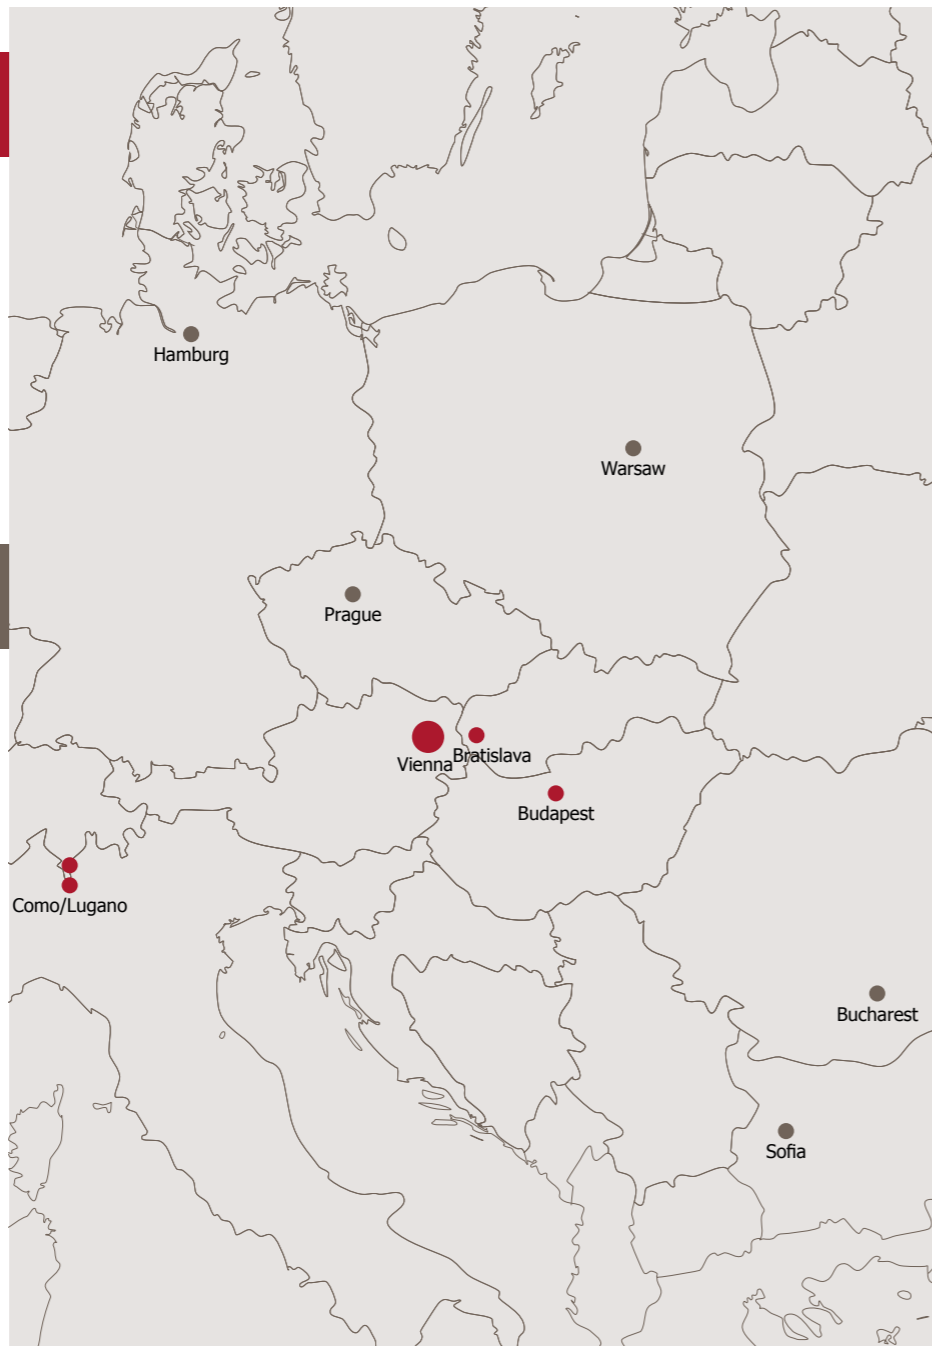 Hamburg
Warsaw
Prague
Vienna
Bratislava
Budapest
Como/Lugano
Bucharest
Sofia